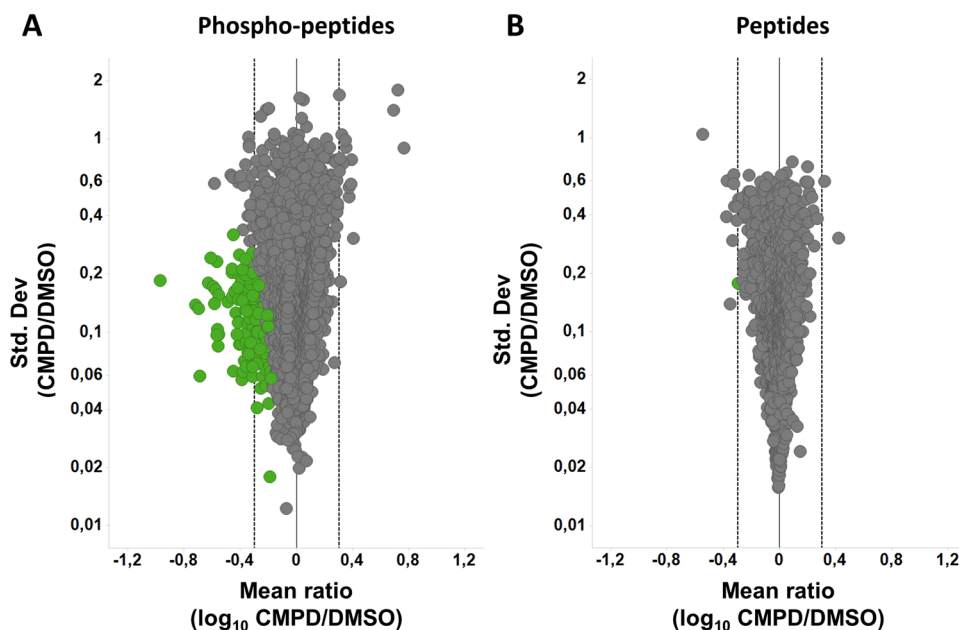 A
Phospho-peptides
2
1
0,6
0,4
0,2
0,1
0,06
0,04
0,02
0,01
Std. Dev
(CMPD/DMSO)
-1,2
-0,8
-0,4
0
0,4
0,8
1,2
Mean ratio
(log10 CMPD/DMSO)
B
Peptides
2
1
0,6
0,4
0,2
0,1
0,06
0,04
0,02
0,01
Std. Dev
(CMPD/DMSO)
-1,2
-0,8
-0,4
0
0,4
0,8
1,2
Mean ratio
(log10 CMPD/DMSO)